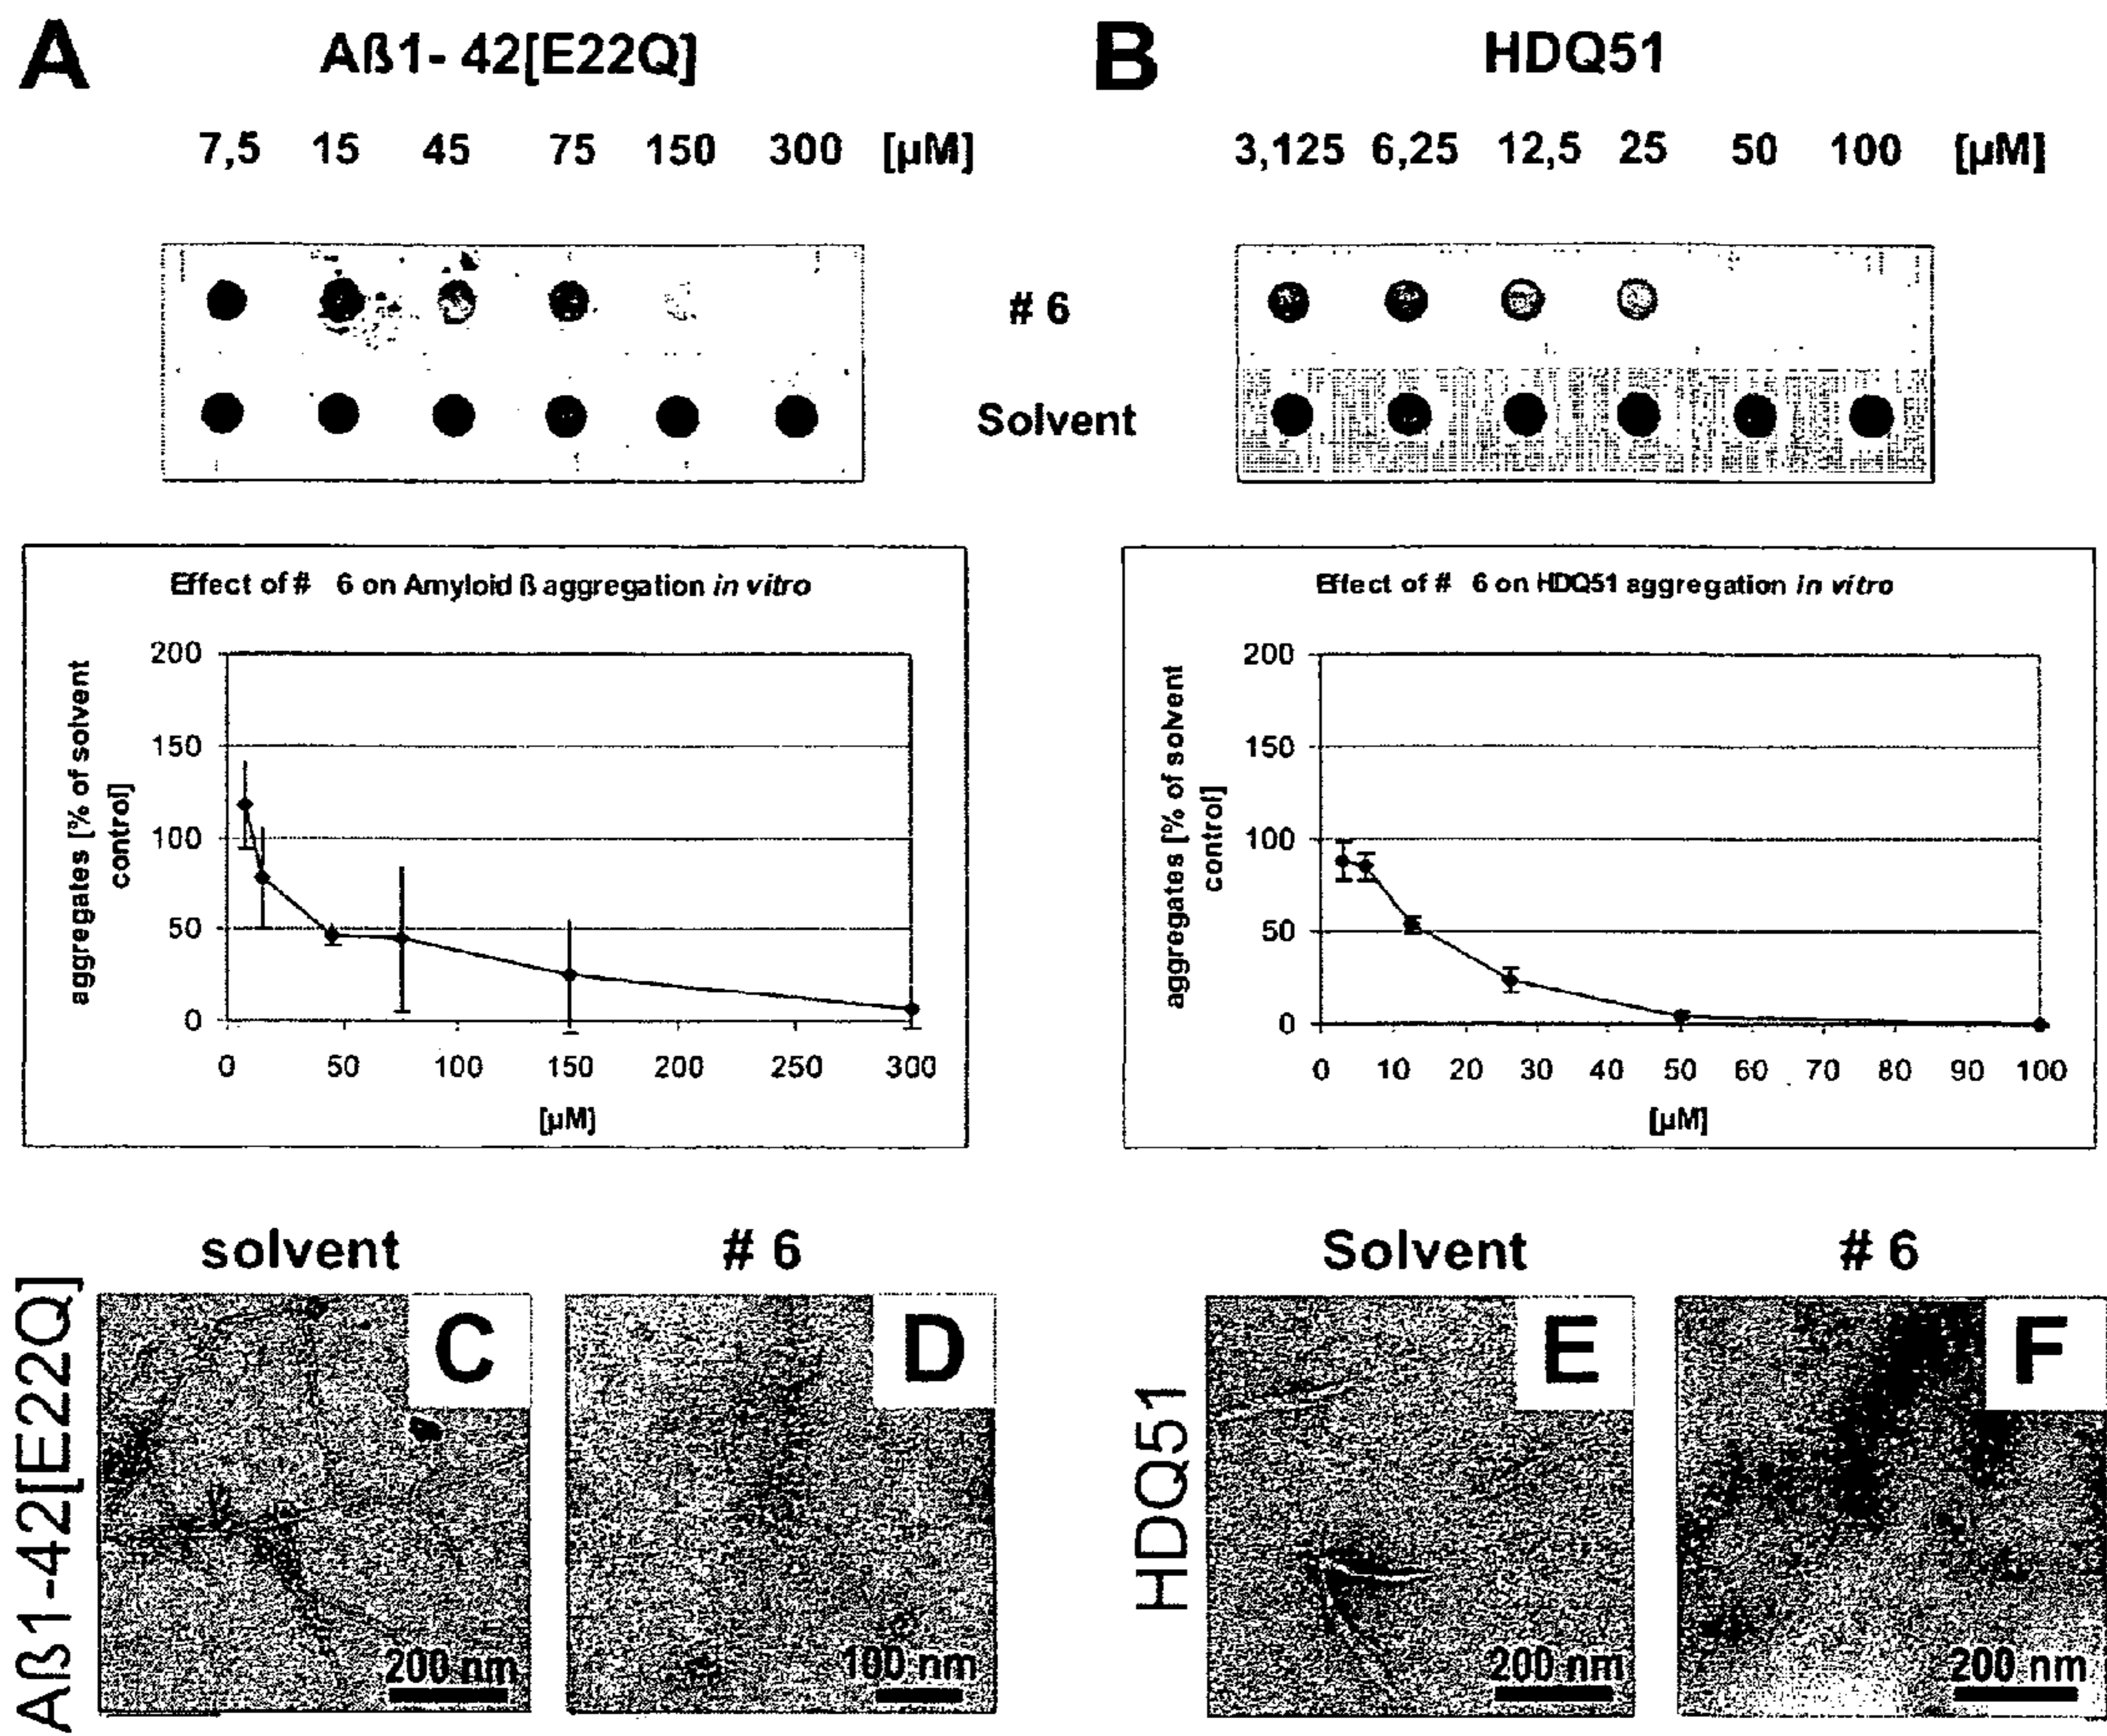 A Aß1- 42[E22Q]
7,5 15 45 75 150 300 [µM]
B HDQ51
3,125 6,25 12,5 25 50 100 [µM]
# 6
Solvent
Effect of # 6 on Amyloid ß aggregation in vitro
aggregates [% of solvent
control]
200
150
100
50
0
0 50 100 150 200 250 300
[µM]
Effect of # 6 on HDQ51 aggregation in vitro
aggregates [% of solvent
control]
200
150
100
50
0
0 10 20 30 40 50 60 70 80 90 100
[µM]
Aß1-42[E22Q]
solvent
# 6
C
200 nm
D
100 nm
HDQ51
Solvent
# 6
E
200 nm
F
200 nm